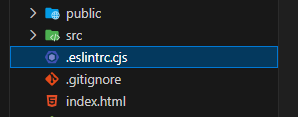 public
src
.eslintrc.cjs
.gitignore
index.html